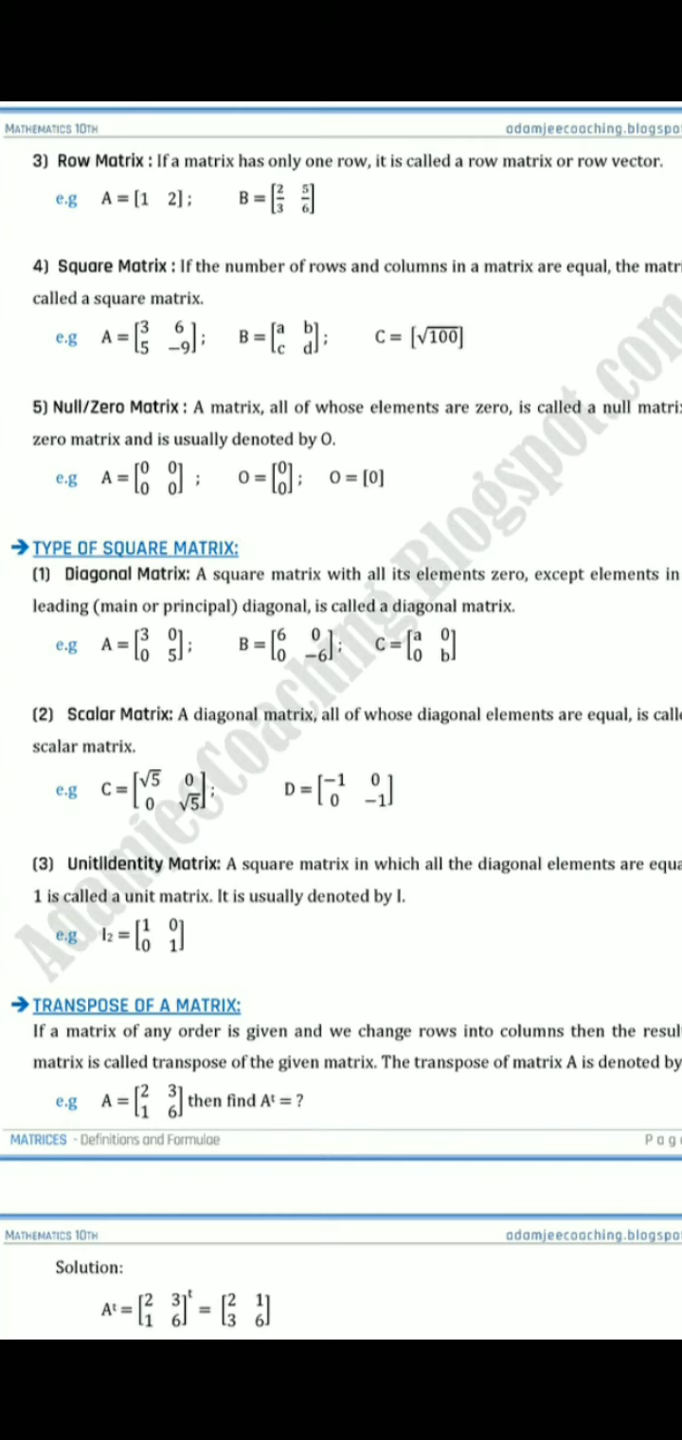 MATHEMATICS 10TH adamjeecoaching.blogspo
3) Row Matrix : If a matrix has only one row, it is called a row matrix or row vector.
e.g A = [1 2] ; B = [2/3 5/6]
4) Square Matrix : If the number of rows and columns in a matrix are equal, the matr
called a square matrix.
e.g A = [3 6; 5 −9] ; B = [a b; c d] ; C = [√100]
5) Null/Zero Matrix : A matrix, all of whose elements are zero, is called a null matri
zero matrix and is usually denoted by O.
e.g A = [0 0; 0 0] ; O = [0; 0] ; O = [0]
➔ TYPE OF SQUARE MATRIX:
(1) Diagonal Matrix: A square matrix with all its elements zero, except elements in
leading (main or principal) diagonal, is called a diagonal matrix.
e.g A = [3 0; 0 5] ; B = [6 0; 0 −6] ; C = [a 0; 0 b]
(2) Scalar Matrix: A diagonal matrix, all of whose diagonal elements are equal, is calle
scalar matrix.
e.g C = [√5 0; 0 √5] ; D = [−1 0; 0 −1]
(3) UnitlIdentity Matrix: A square matrix in which all the diagonal elements are equa
1 is called a unit matrix. It is usually denoted by I.
e.g I₂ = [1 0; 0 1]
➔ TRANSPOSE OF A MATRIX:
If a matrix of any order is given and we change rows into columns then the resul
matrix is called transpose of the given matrix. The transpose of matrix A is denoted by
e.g A = [2 3; 1 6] then find Aᵗ = ?
MATRICES - Definitions and Formulae Pag
MATHEMATICS 10TH adamjeecoaching.blogspo
Solution:
Aᵗ = [2 3; 1 6]ᵗ = [2 1; 3 6]
AdamjeeCoaching.Blogspot.com